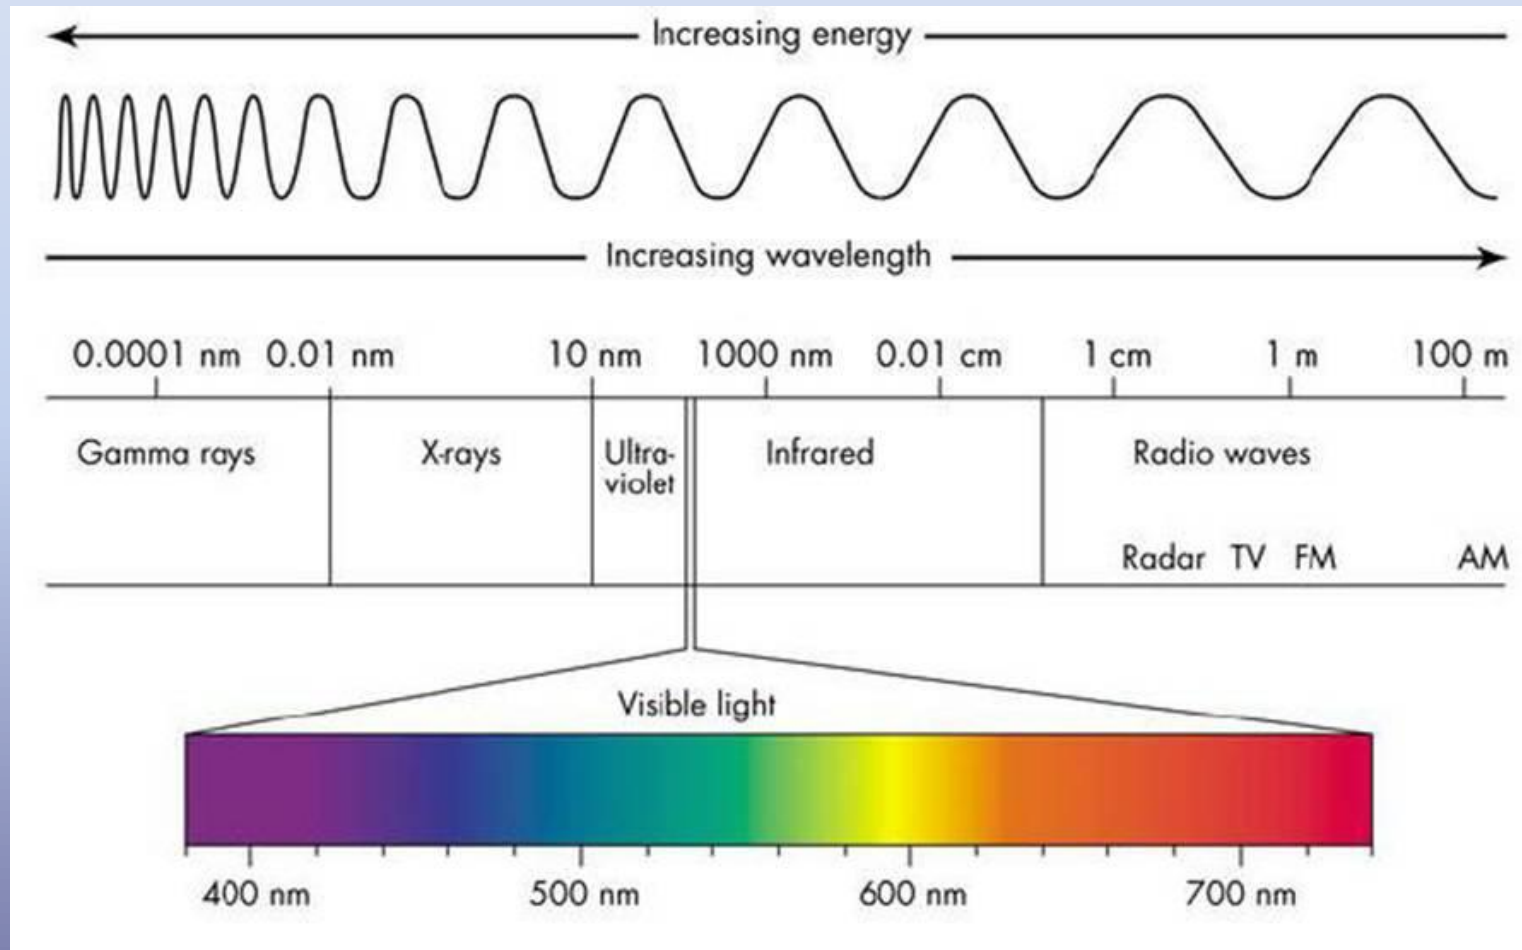 Increasing energy
Increasing wavelength
0.0001 nm 0.01 nm 10 nm 1000 nm 0.01 cm 1 cm 1 m 100 m
Gamma rays X-rays Ultra- Infrared Radio waves
violet
Radar TV FM AM
Visible light
400 nm 500 nm 600 nm 700 nm